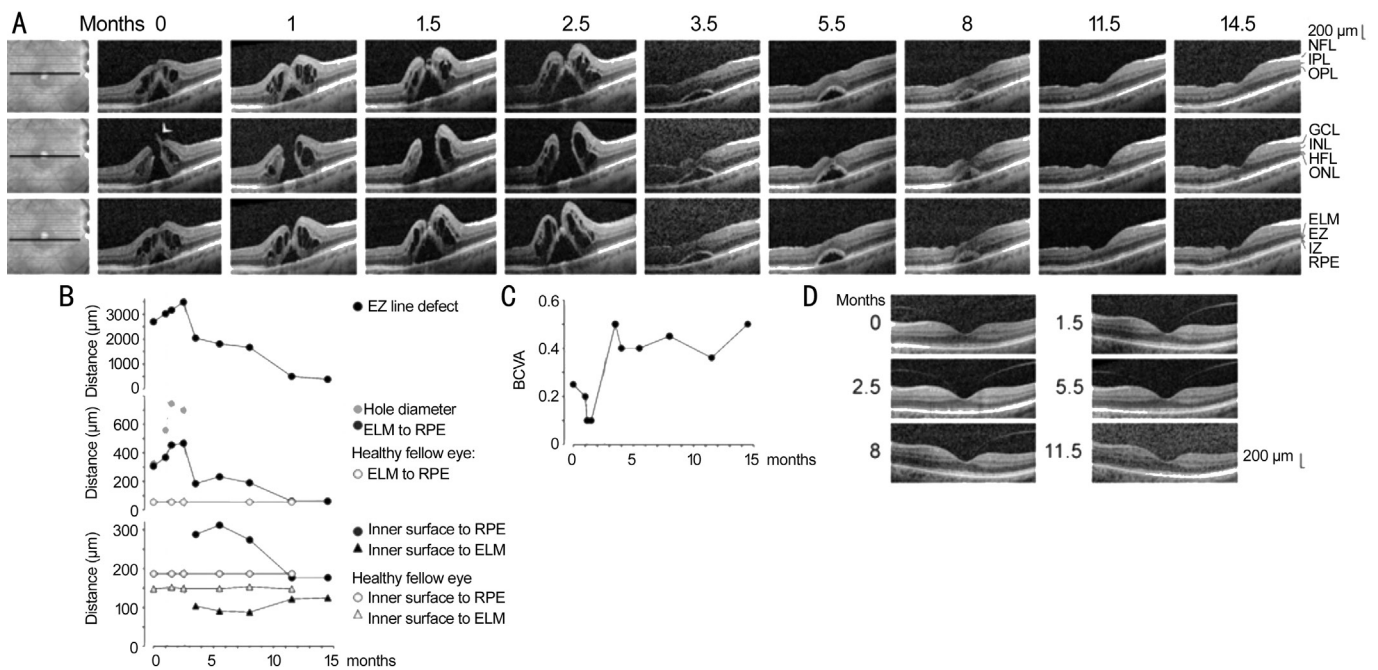 A Months 0 1 1.5 2.5 3.5 5.5 8 11.5 14.5
200 µm
NFL
IPL
OPL
GCL
INL
HFL
ONL
ELM
EZ
IZ
RPE
B
Distance (µm)
3000
2000
1000
0
EZ line defect
Distance (µm)
600
400
200
0
Hole diameter
ELM to RPE
Healthy fellow eye:
ELM to RPE
Distance (µm)
300
200
100
0
Inner surface to RPE
Inner surface to ELM
Healthy fellow eye
Inner surface to RPE
Inner surface to ELM
0 5 10 15 months
C
BCVA
0.6
0.4
0.2
0
0 5 10 15 months
D Months
0 1.5
2.5 5.5
8 11.5
200 µm